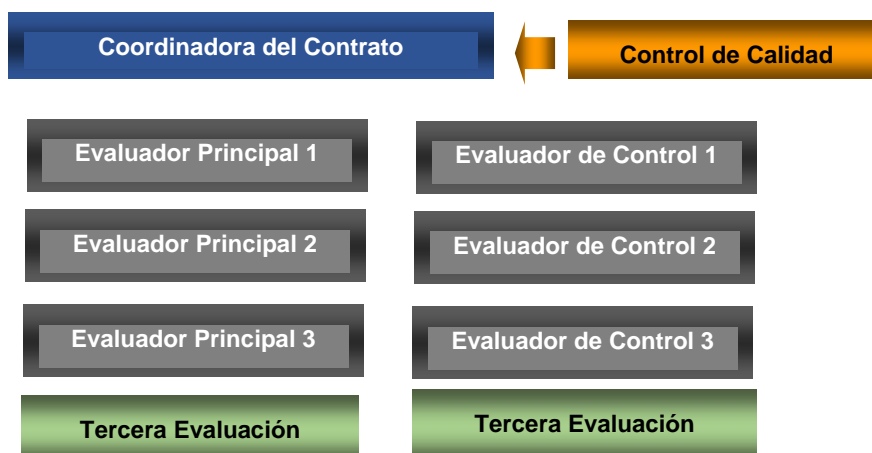 Coordinadora del Contrato
Control de Calidad
Evaluador Principal 1
Evaluador de Control 1
Evaluador Principal 2
Evaluador de Control 2
Evaluador Principal 3
Evaluador de Control 3
Tercera Evaluación
Tercera Evaluación